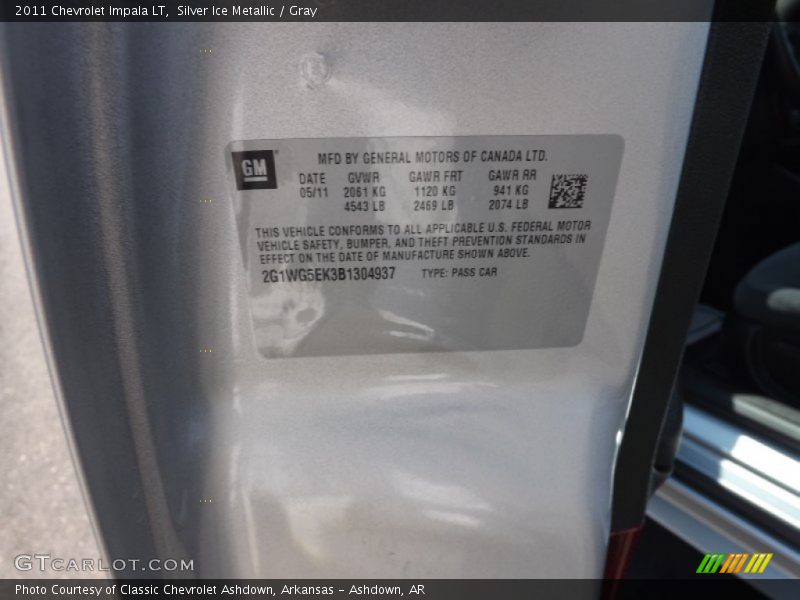 2011 Chevrolet Impala LT, Silver Ice Metallic / Gray
GM
MFD BY GENERAL MOTORS OF CANADA LTD.
DATE GVWR GAWR FRT GAWR RR
05/11 2061 KG 1120 KG 941 KG
4543 LB 2469 LB 2074 LB
THIS VEHICLE CONFORMS TO ALL APPLICABLE U.S. FEDERAL MOTOR
VEHICLE SAFETY, BUMPER, AND THEFT PREVENTION STANDARDS IN
EFFECT ON THE DATE OF MANUFACTURE SHOWN ABOVE.
2G1WG5EK3B1304937 TYPE: PASS CAR
GTCARLOT.COM
Photo Courtesy of Classic Chevrolet Ashdown, Arkansas - Ashdown, AR